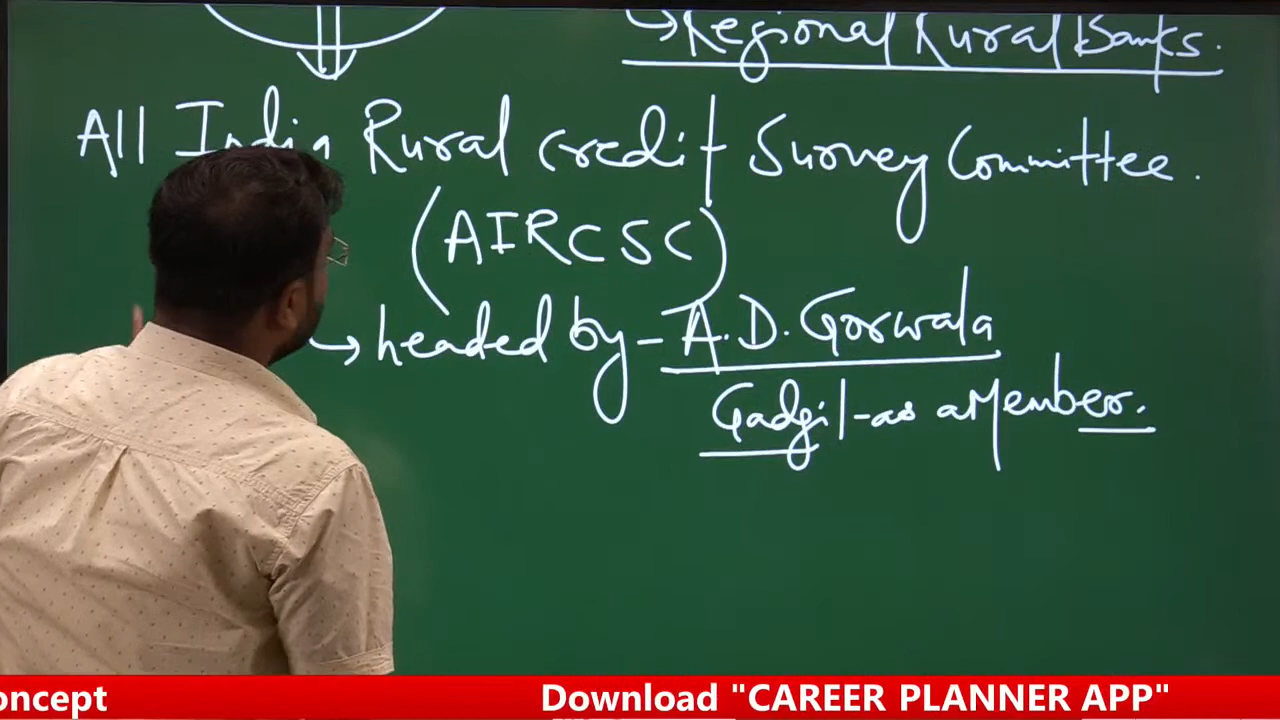 ↳ Regional Rural Banks.
All India Rural credit Survey Committee.
(AIRCSC)
→ headed by - A.D. Gorwala
Gadgil - as a Member.
oncept Download "CAREER PLANNER APP"